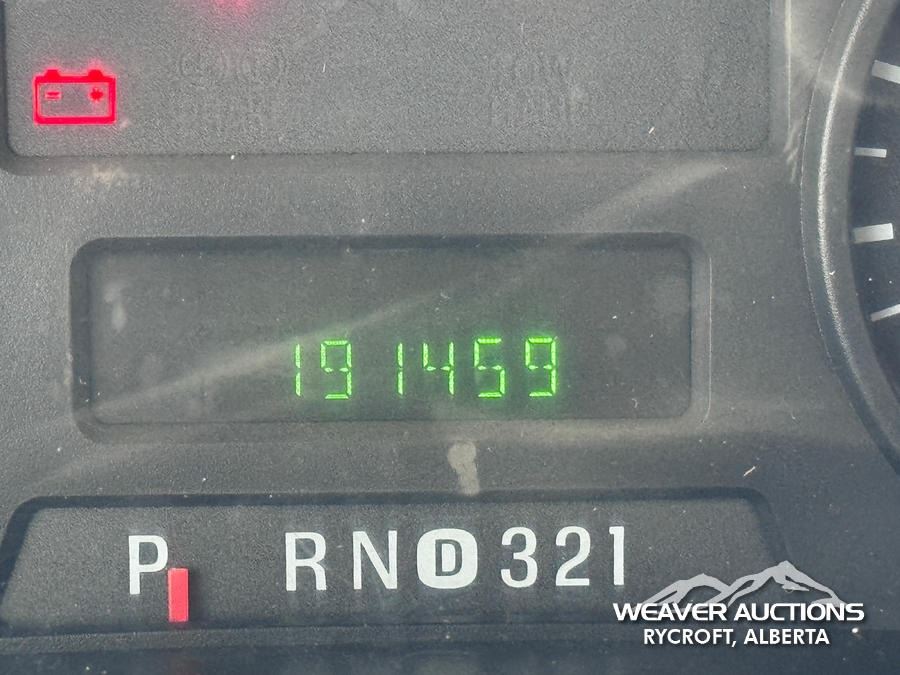 191459
P RND321
WEAVER AUCTIONS
RYCROFT, ALBERTA